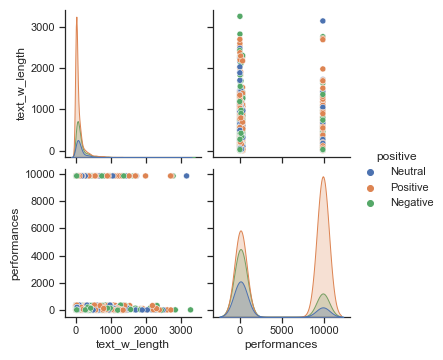 text_w_length
3000
2000
1000
0
performances
10000
8000
6000
4000
2000
0
0 1000 2000 3000
text_w_length
0 5000 10000
performances
positive
Neutral
Positive
Negative